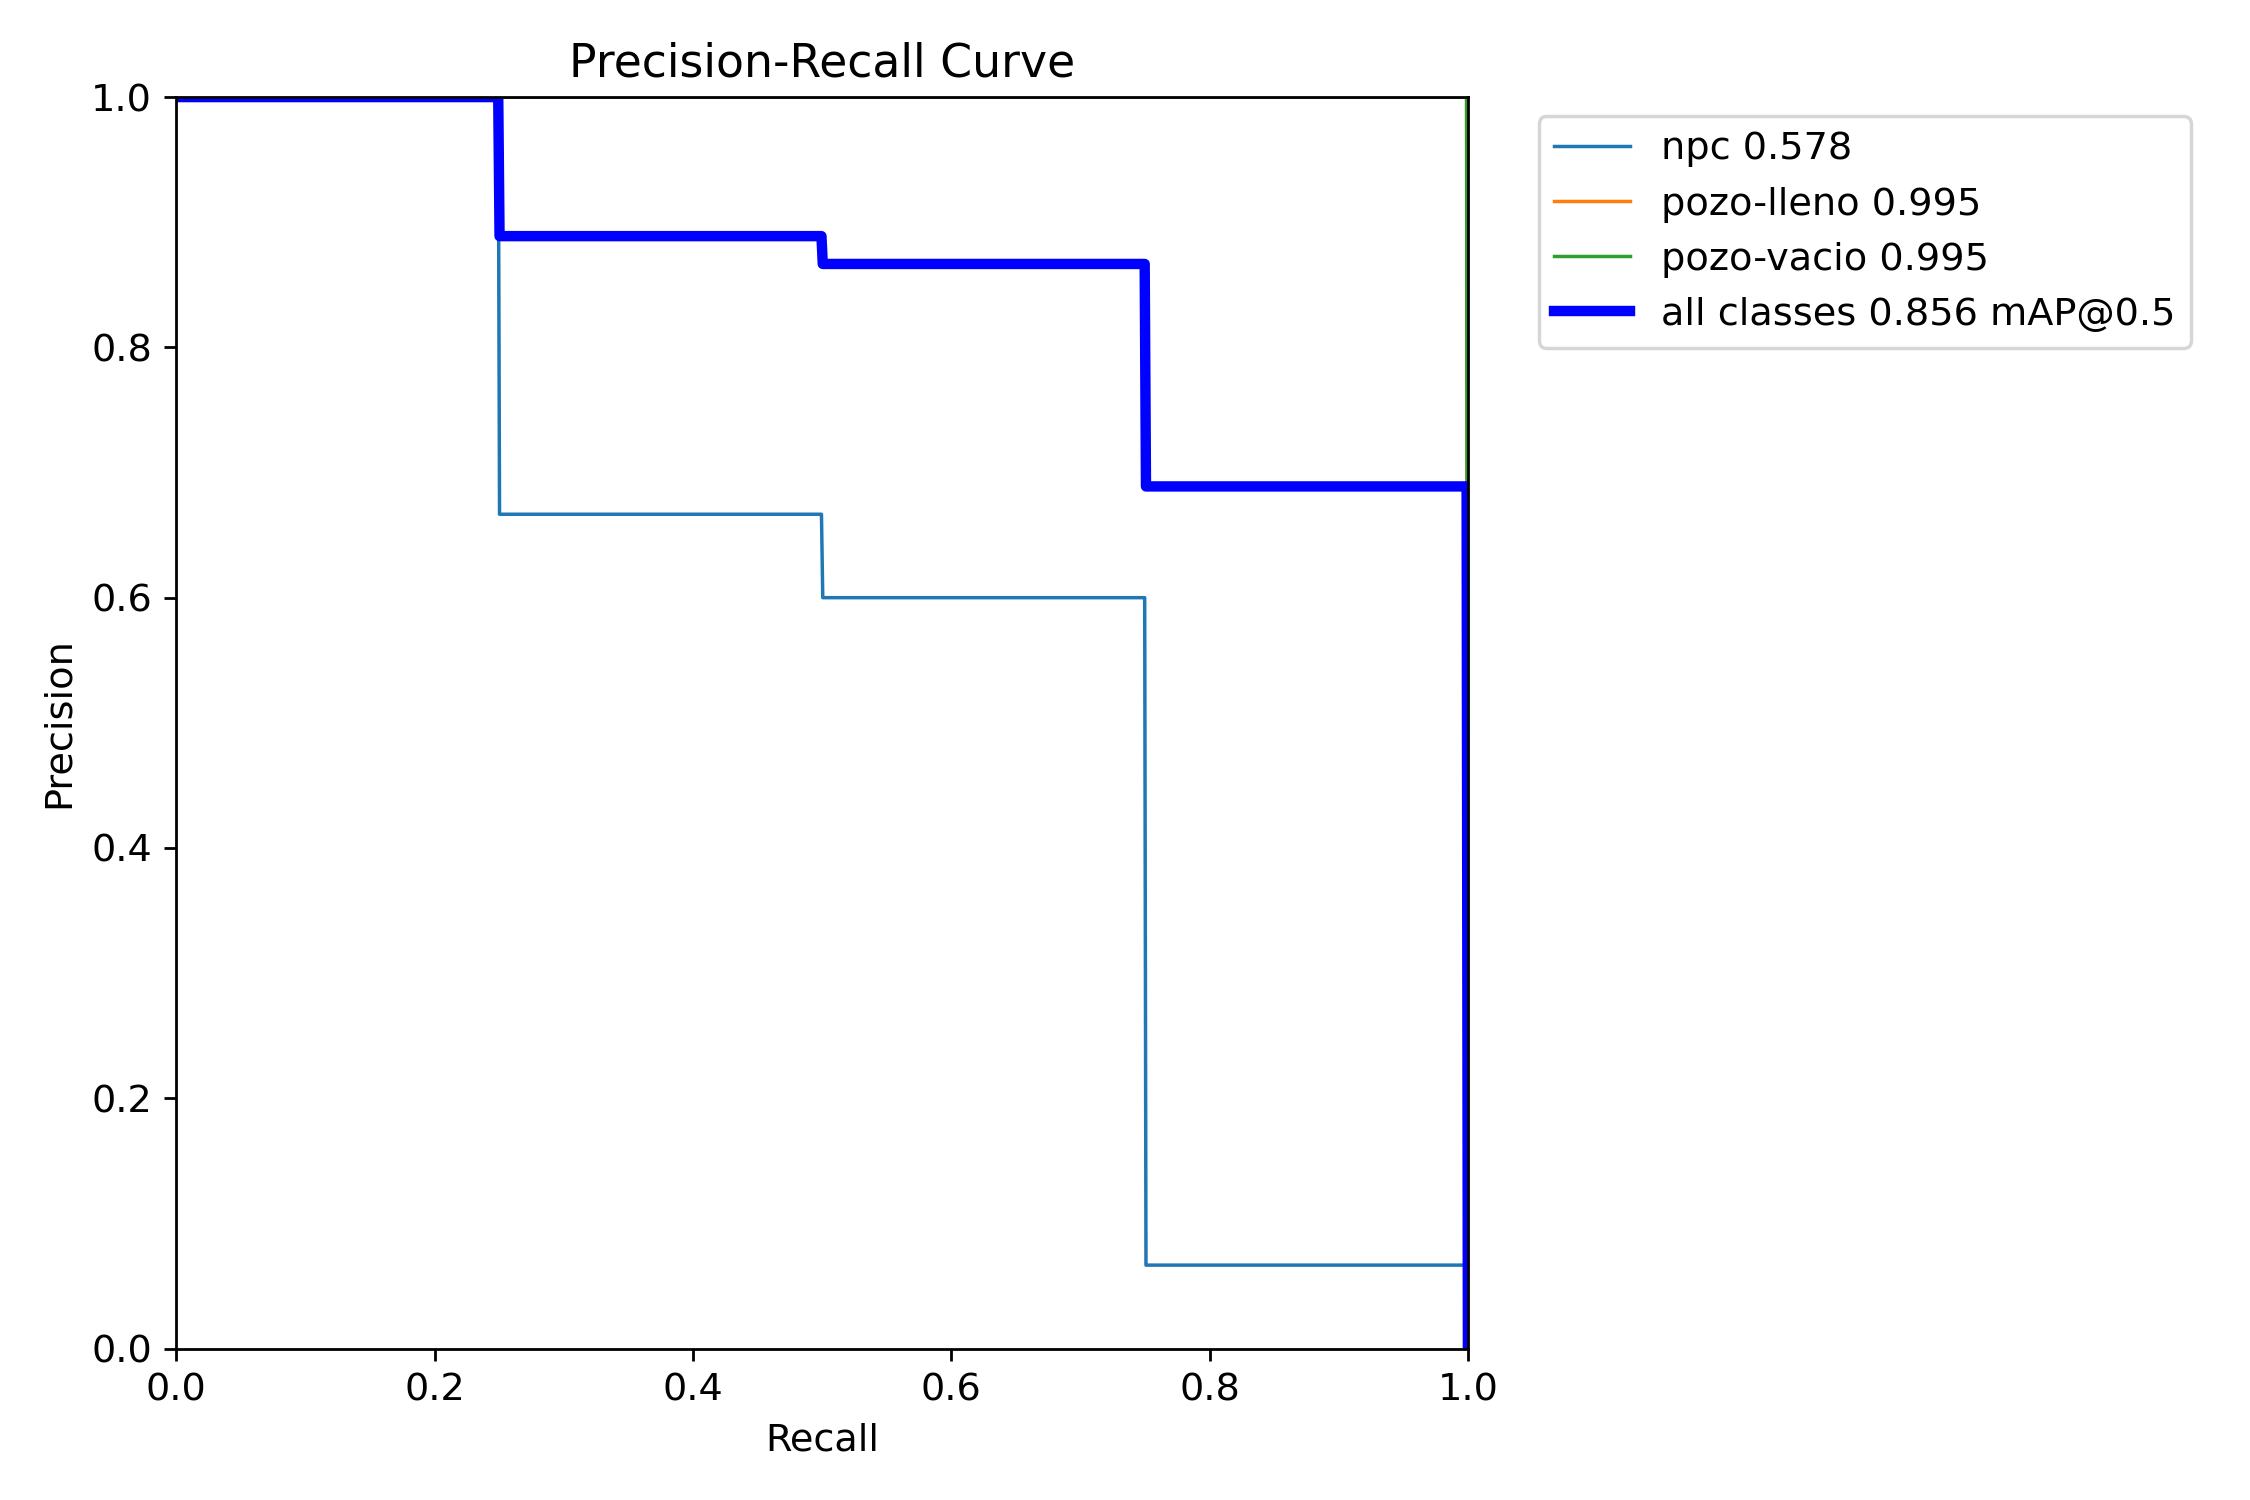 Precision-Recall Curve
1.0
0.8
0.6
0.4
0.2
0.0
Precision
0.0 0.2 0.4 0.6 0.8 1.0
Recall
npc 0.578
pozo-lleno 0.995
pozo-vacio 0.995
all classes 0.856 mAP@0.5